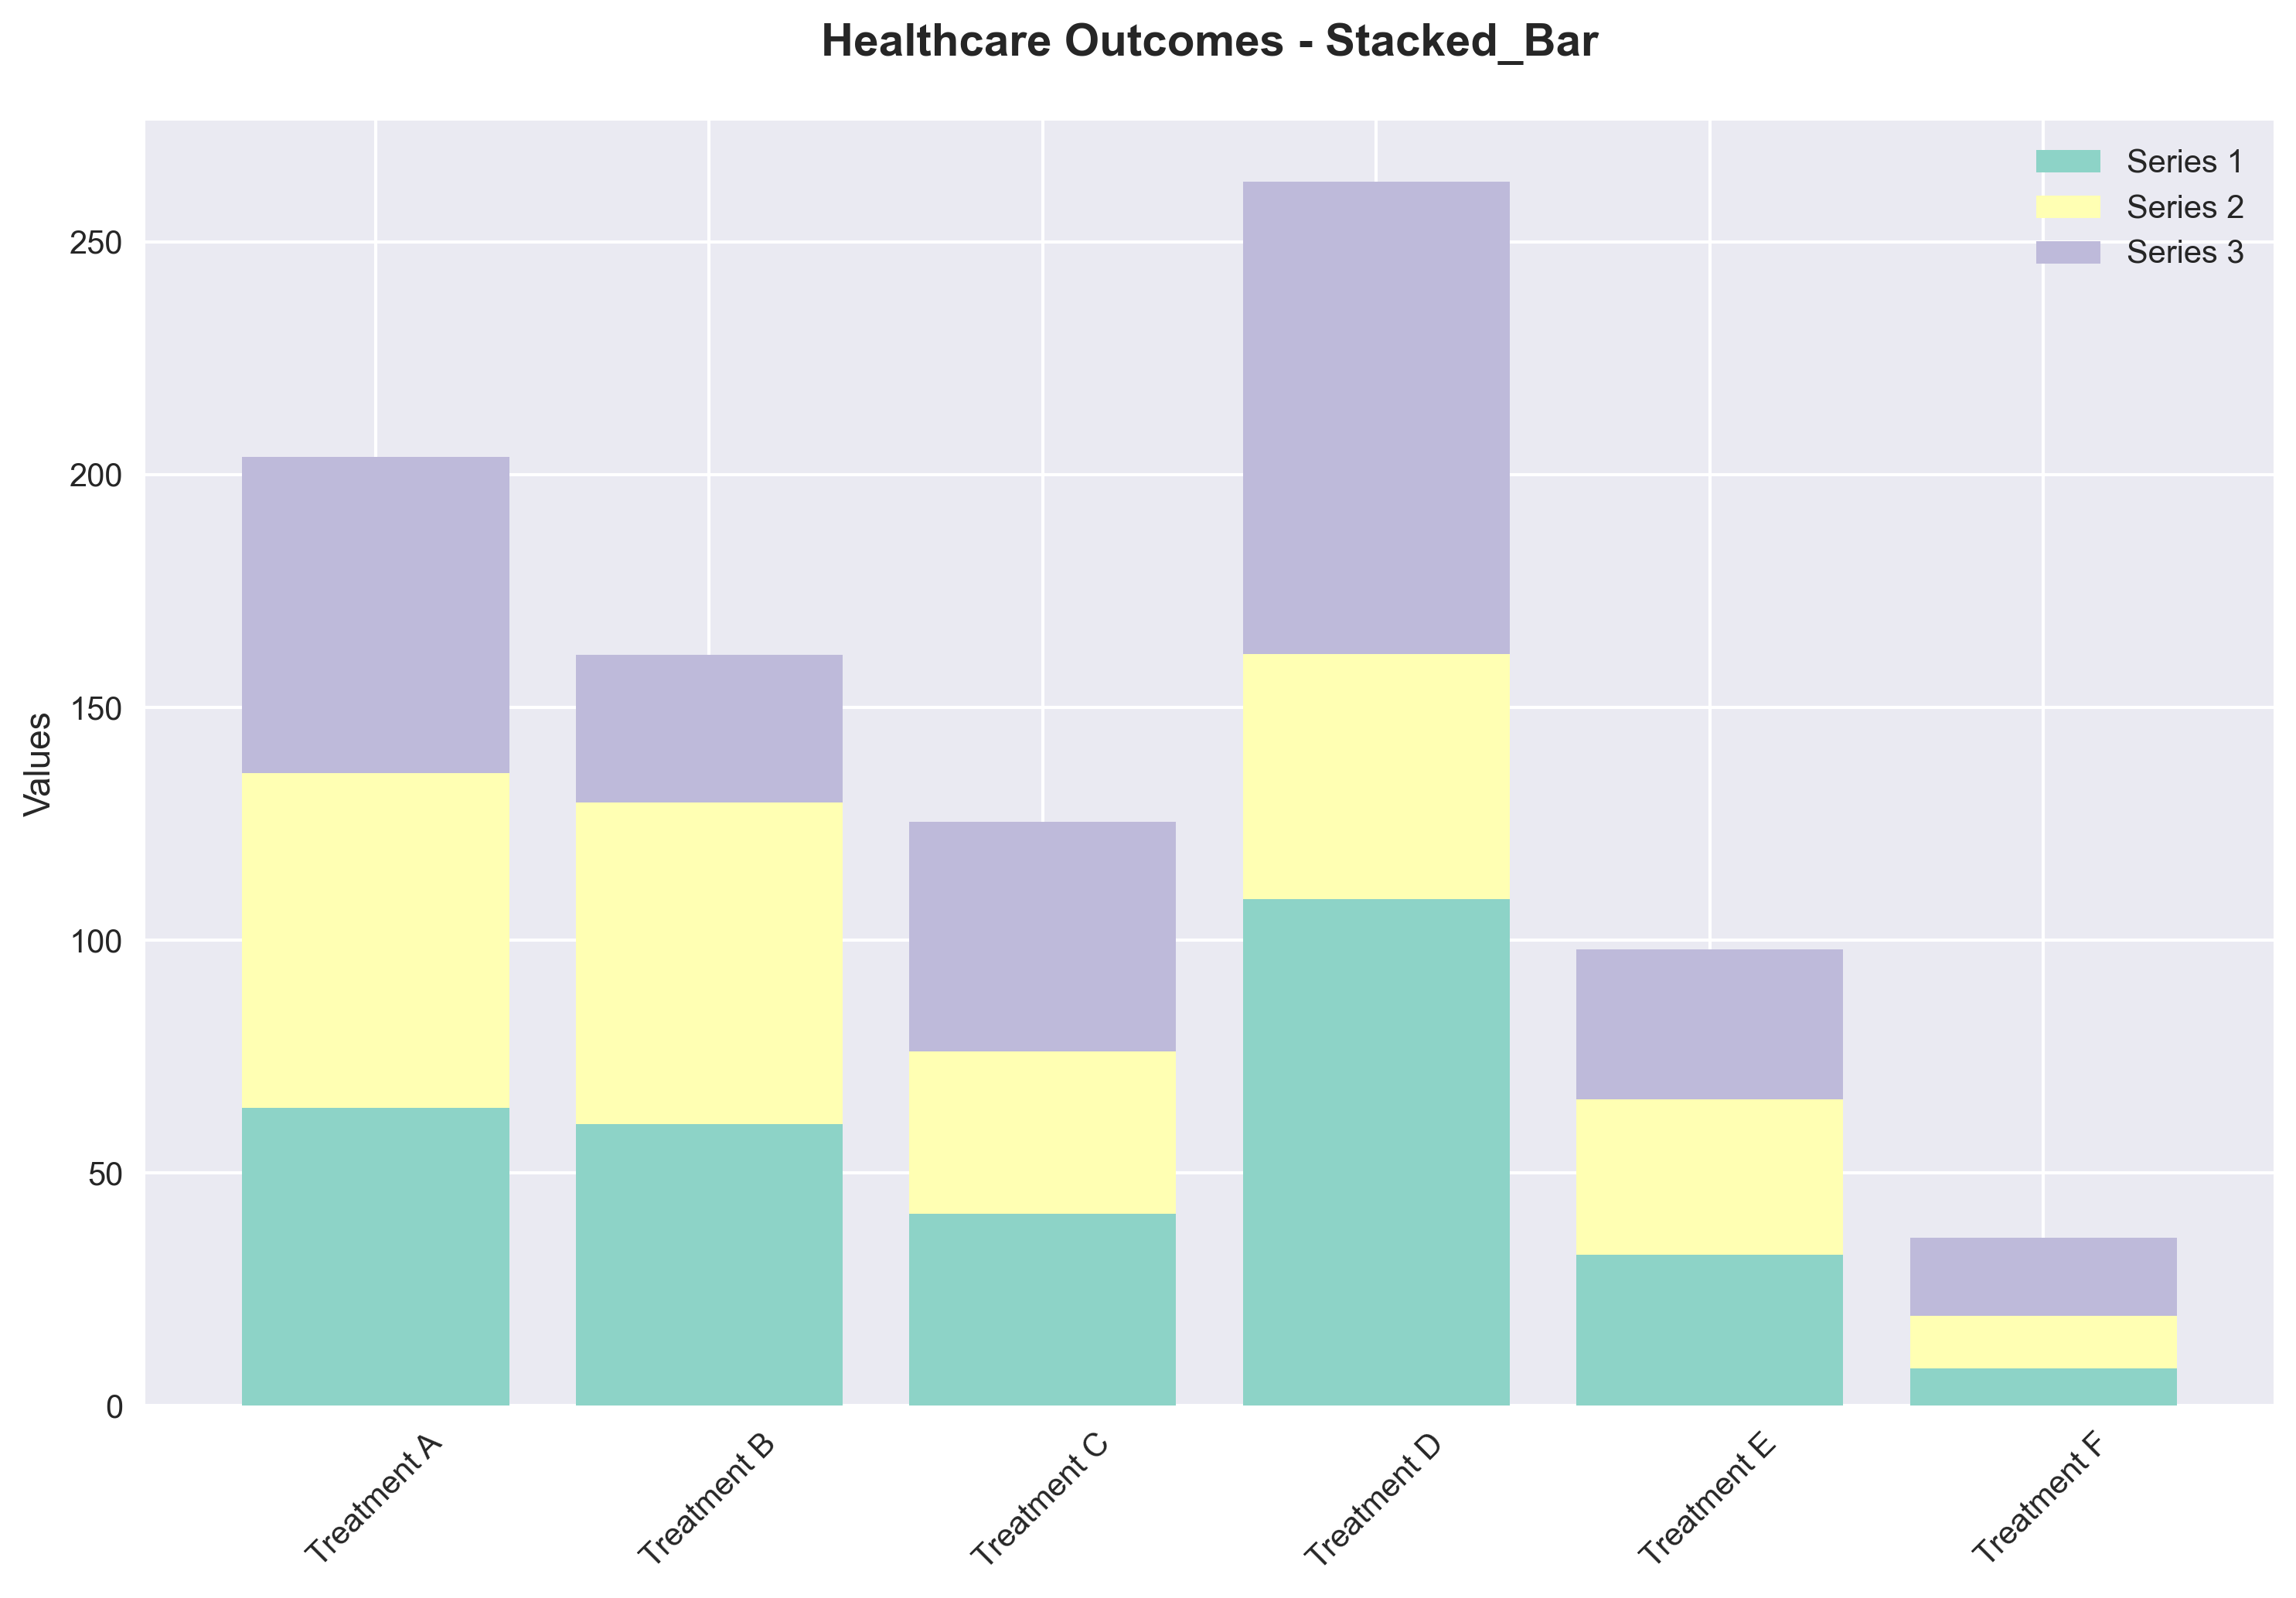 Healthcare Outcomes - Stacked_Bar
Series 1
Series 2
Series 3
250
200
150
100
50
0
Values
Treatment A
Treatment B
Treatment C
Treatment D
Treatment E
Treatment F